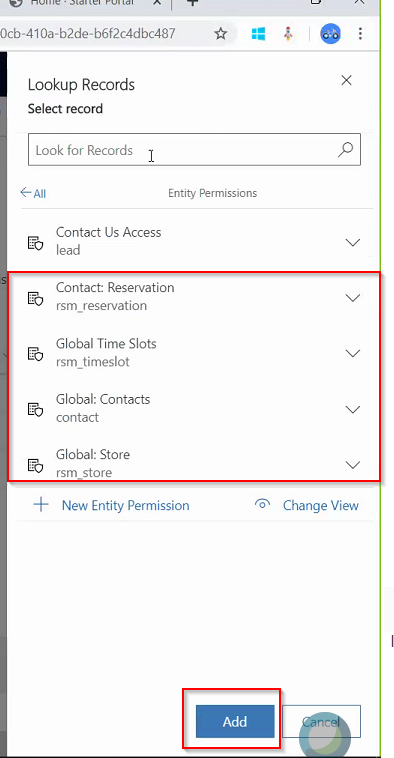 Home · Starter Portal
0cb-410a-b2de-b6f2c4dbc487
Lookup Records
Select record
Look for Records
All
Entity Permissions
Contact Us Access
lead
Contact: Reservation
rsm_reservation
Global Time Slots
rsm_timeslot
Global: Contacts
contact
Global: Store
rsm_store
New Entity Permission
Change View
Add
Cancel